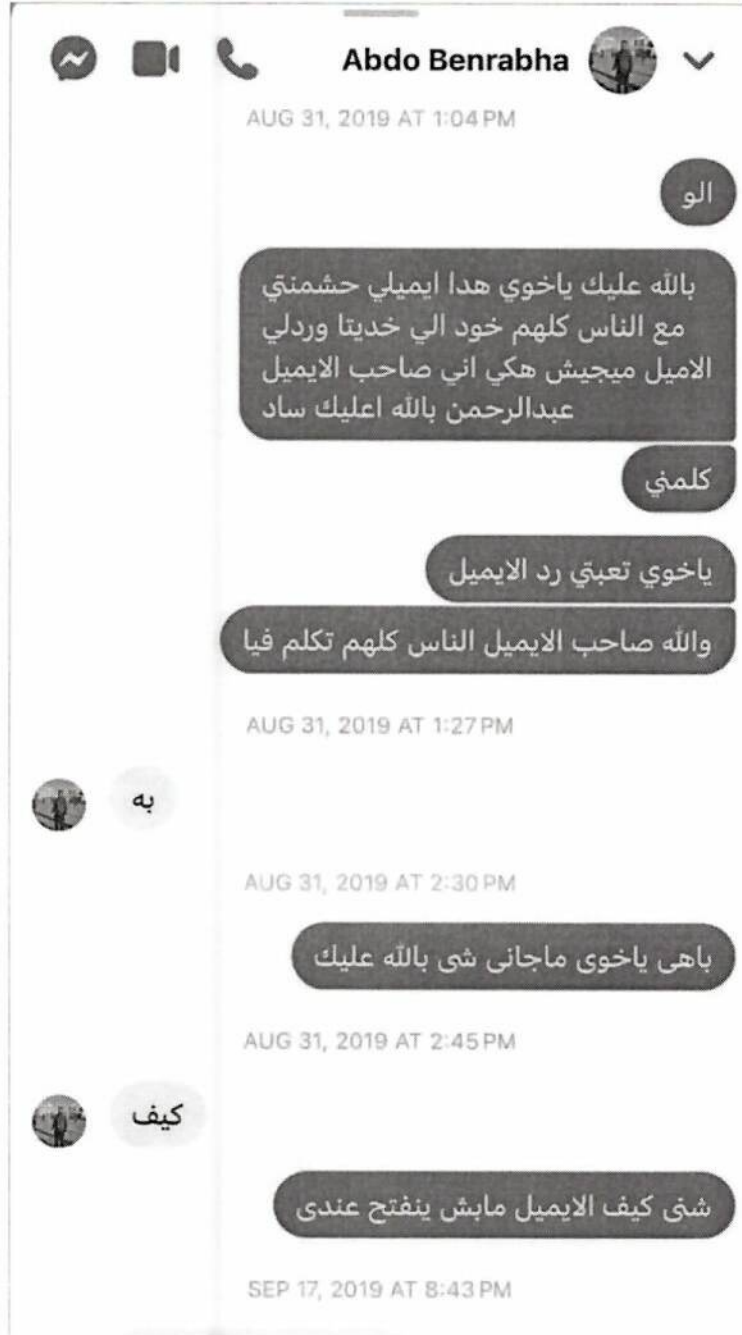 Abdo Benrabha
AUG 31, 2019 AT 1:04 PM
الو
بالله عليك ياخوي هدا ايميلي حشمنتي
مع الناس كلهم خود الي خديتا وردلي
الاميل ميجيش هكي اني صاحب الايميل
عبدالرحمن بالله اعليك ساد
كلمني
ياخوي تعبتي رد الايميل
والله صاحب الايميل الناس كلهم تكلم فيا
AUG 31, 2019 AT 1:27 PM
به
AUG 31, 2019 AT 2:30 PM
باهى ياخوى ماجانى شى بالله عليك
AUG 31, 2019 AT 2:45 PM
كيف
شنى كيف الايميل مابش ينفتح عندى
SEP 17, 2019 AT 8:43 PM